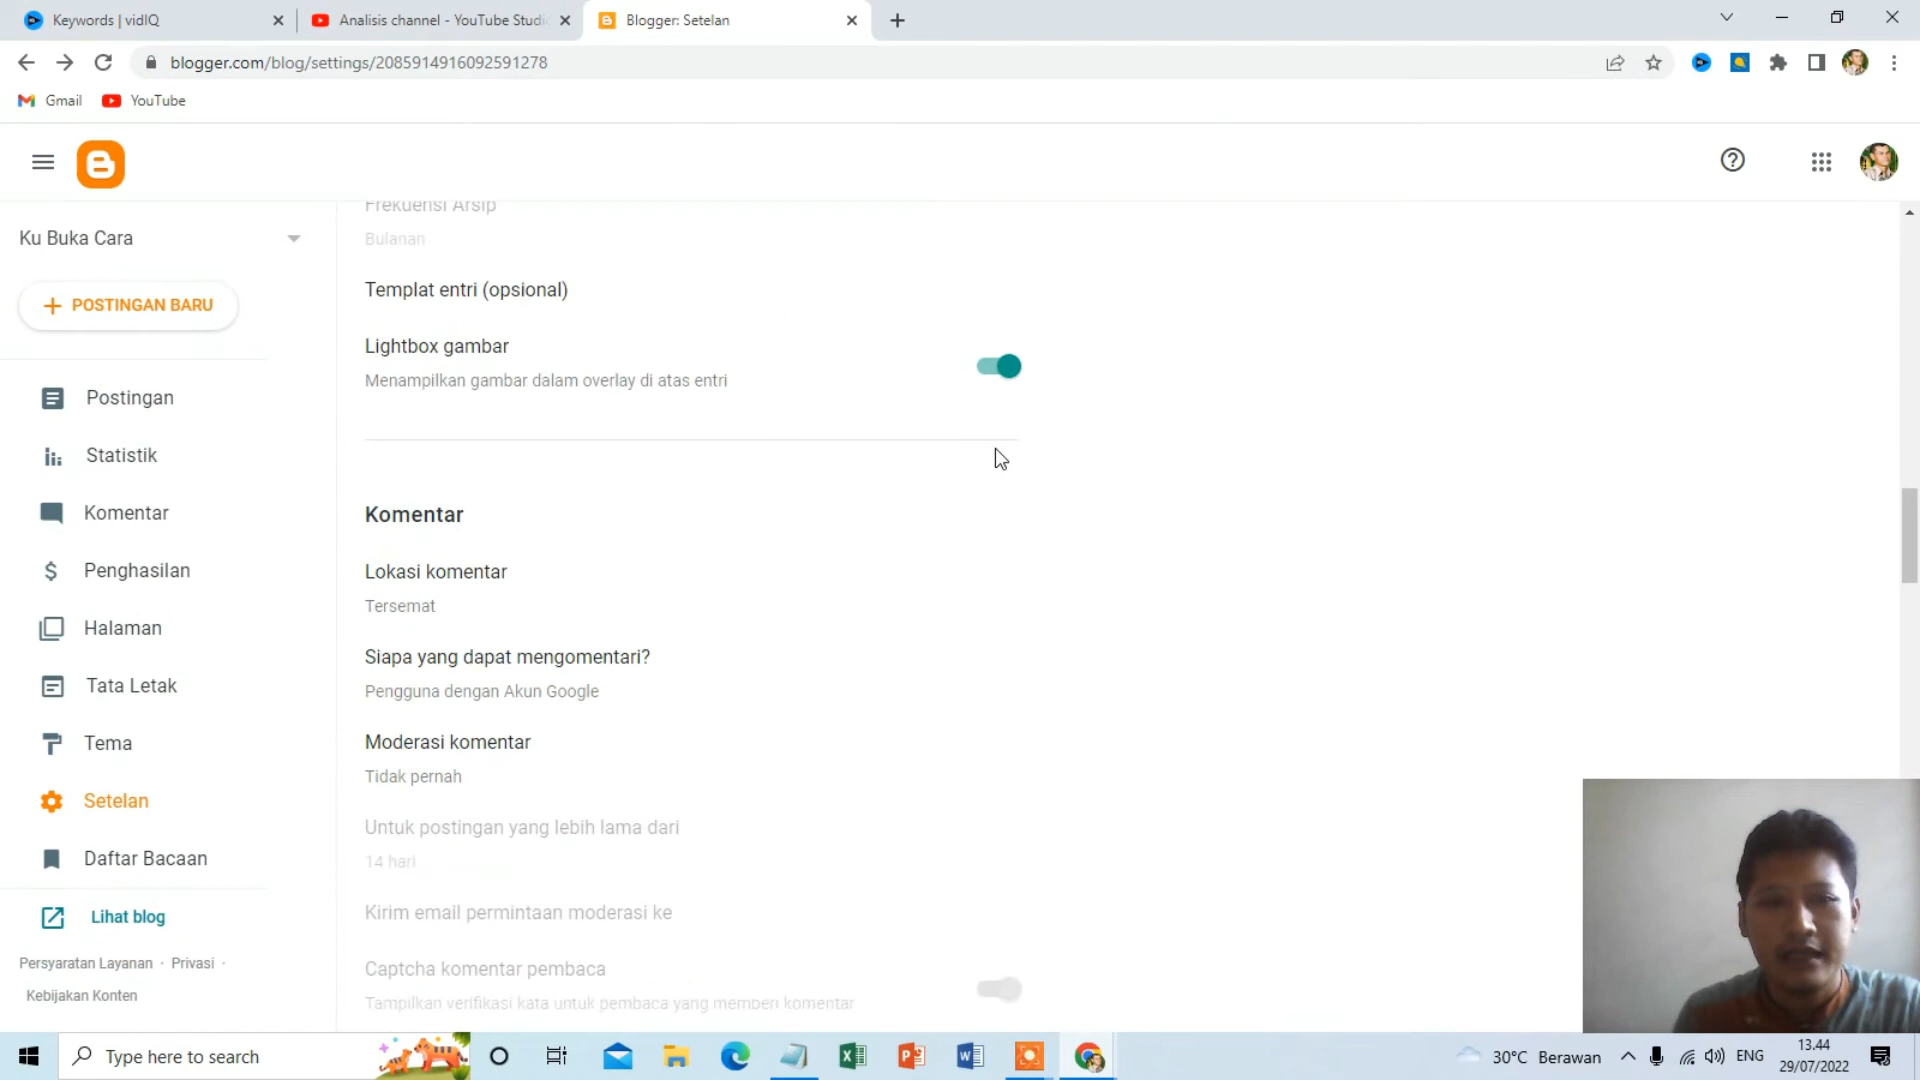 Keywords | vidIQ
Analisis channel - YouTube Studi
Blogger: Setelan
blogger.com/blog/settings/2085914916092591278
Gmail
YouTube
Ku Buka Cara
POSTINGAN BARU
Postingan
Statistik
Komentar
Penghasilan
Halaman
Tata Letak
Tema
Setelan
Daftar Bacaan
Lihat blog
Persyaratan Layanan · Privasi ·
Kebijakan Konten
Frekuensi Arsip
Bulanan
Templat entri (opsional)
Lightbox gambar
Menampilkan gambar dalam overlay di atas entri
Komentar
Lokasi komentar
Tersemat
Siapa yang dapat mengomentari?
Pengguna dengan Akun Google
Moderasi komentar
Tidak pernah
Untuk postingan yang lebih lama dari
14 hari
Kirim email permintaan moderasi ke
Captcha komentar pembaca
Tampilkan verifikasi kata untuk pembaca yang memberi komentar
Type here to search
30°C Berawan
ENG
13.44
29/07/2022